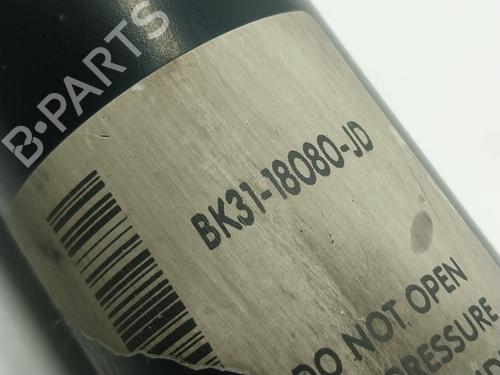 B-PARTS
BK31-18080-JD
DO NOT OPEN
PRESSURE